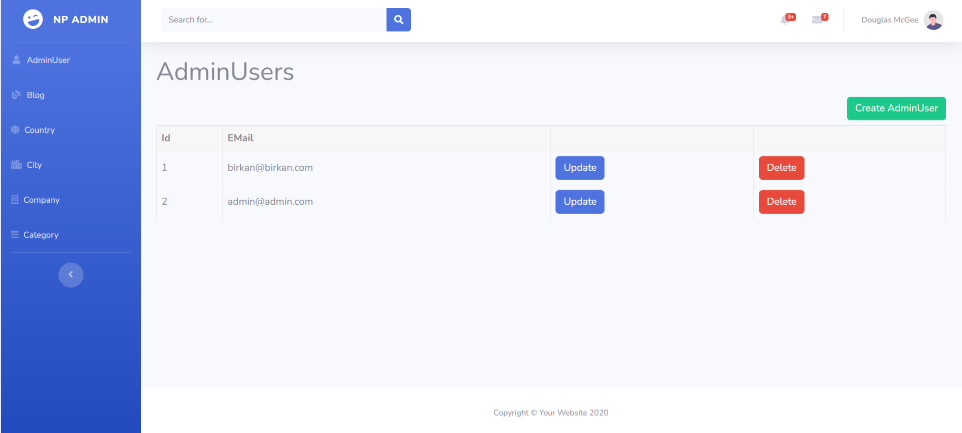 NP ADMIN
Search for...
3+
7
Douglas McGee
AdminUser
Blog
Country
City
Company
Category
AdminUsers
Create AdminUser
Id EMail
1 birkan@birkan.com Update Delete
2 admin@admin.com Update Delete
Copyright © Your Website 2020